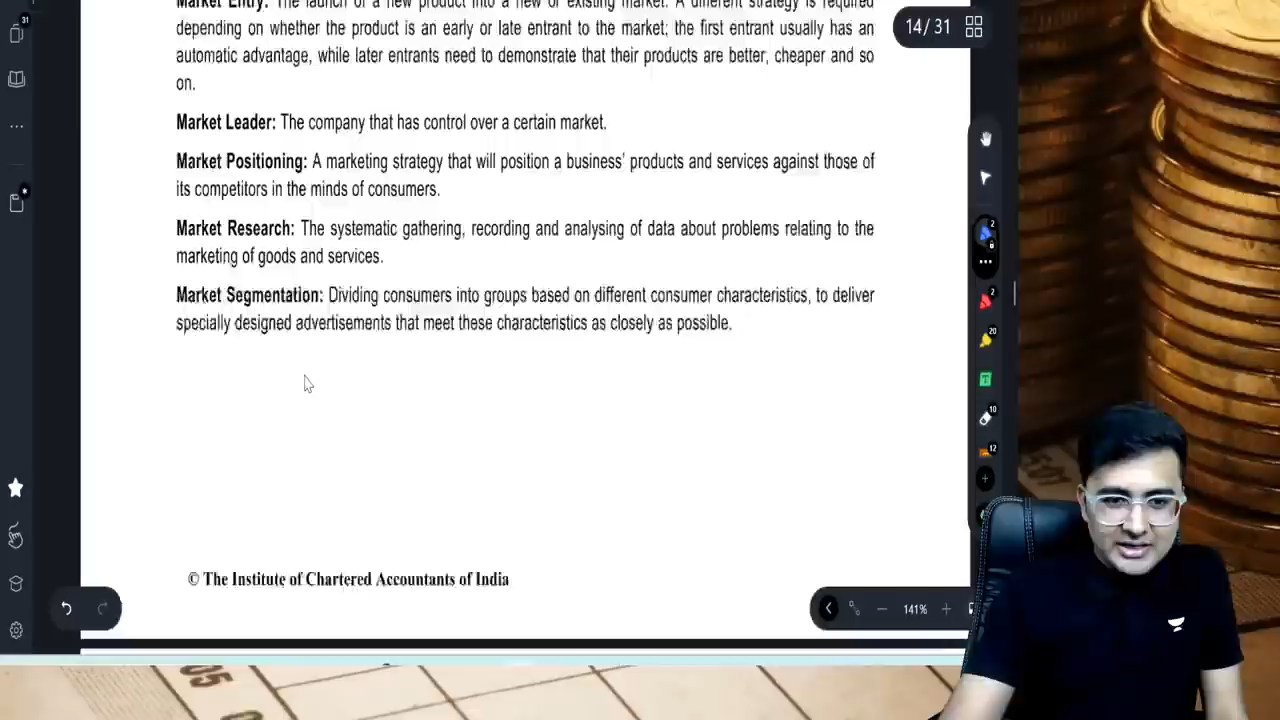 Market Entry: The launch of a new product into a new or existing market. A different strategy is required
depending on whether the product is an early or late entrant to the market; the first entrant usually has an
automatic advantage, while later entrants need to demonstrate that their products are better, cheaper and so
on.
Market Leader: The company that has control over a certain market.
Market Positioning: A marketing strategy that will position a business' products and services against those of
its competitors in the minds of consumers.
Market Research: The systematic gathering, recording and analysing of data about problems relating to the
marketing of goods and services.
Market Segmentation: Dividing consumers into groups based on different consumer characteristics, to deliver
specially designed advertisements that meet these characteristics as closely as possible.
© The Institute of Chartered Accountants of India
14/31
31
2
2
20
T
10
12
141%
05